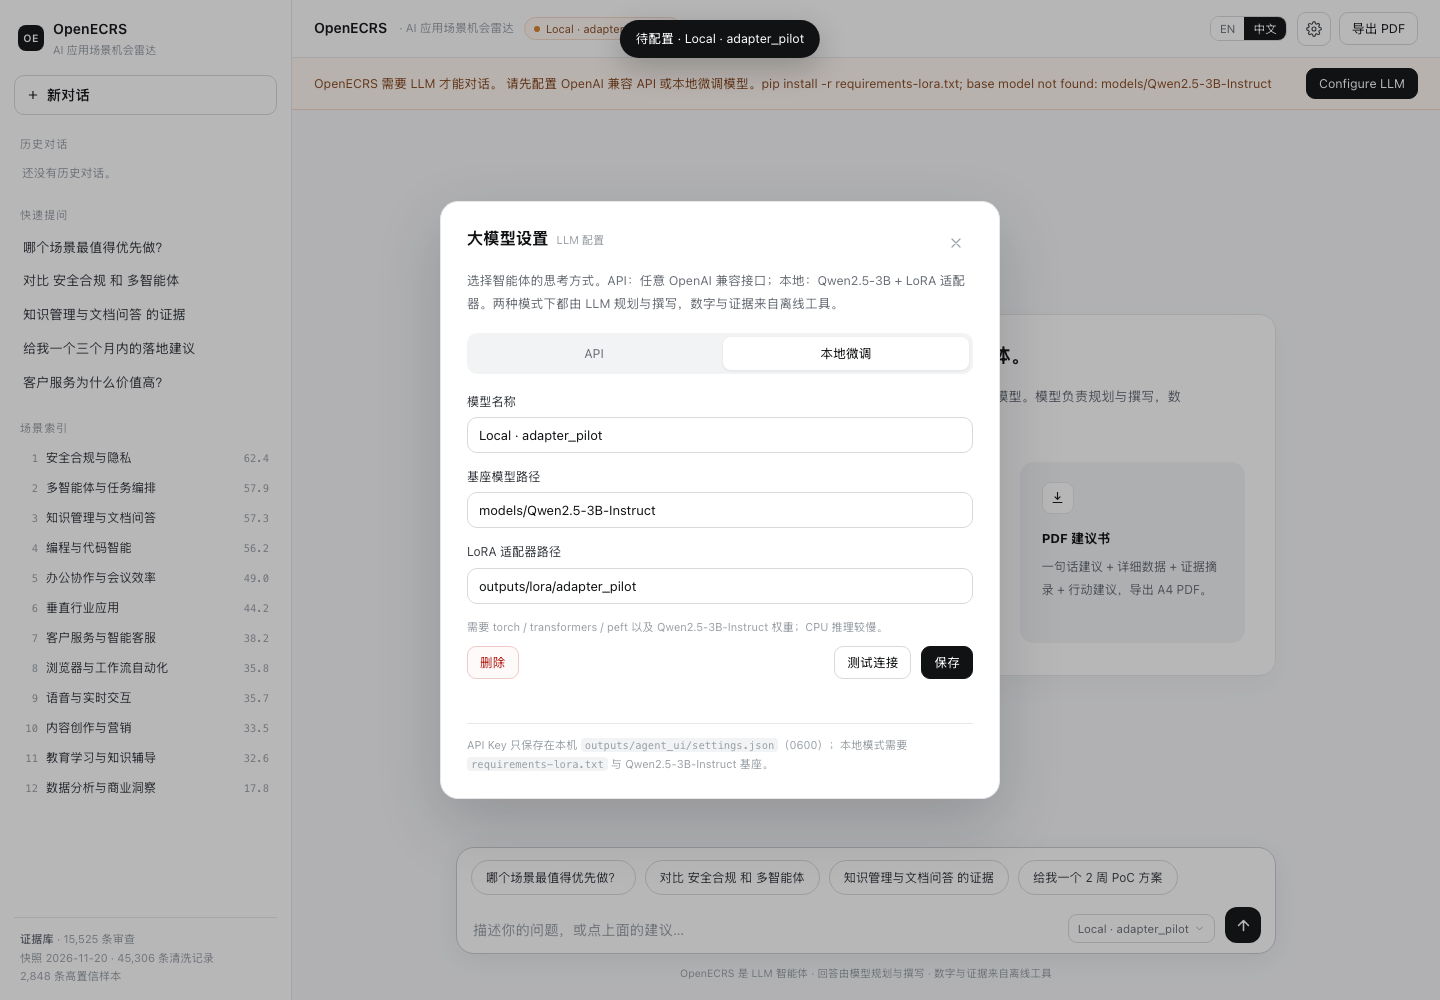 OE
OpenECRS
AI 应用场景机会雷达
+ 新对话
历史对话
还没有历史对话。
快速提问
哪个场景最值得优先做?
对比 安全合规 和 多智能体
知识管理与文档问答 的证据
给我一个三个月内的落地建议
客户服务为什么价值高?
场景索引
1 安全合规与隐私 62.4
2 多智能体与任务编排 57.9
3 知识管理与文档问答 57.3
4 编程与代码智能 56.2
5 办公协作与会议效率 49.0
6 垂直行业应用 44.2
7 客户服务与智能客服 38.2
8 浏览器与工作流自动化 35.8
9 语音与实时交互 35.7
10 内容创作与营销 33.5
11 教育学习与知识辅导 32.6
12 数据分析与商业洞察 17.8
证据库 · 15,525 条审查
快照 2026-11-20 · 45,306 条清洗记录
2,848 条高置信样本
OpenECRS · AI 应用场景机会雷达 Local · adapter
待配置 · Local · adapter_pilot
EN 中文 导出 PDF
OpenECRS 需要 LLM 才能对话。 请先配置 OpenAI 兼容 API 或本地微调模型。pip install -r requirements-lora.txt; base model not found: models/Qwen2.5-3B-Instruct
Configure LLM
大模型设置 LLM 配置
选择智能体的思考方式。API：任意 OpenAI 兼容接口；本地：Qwen2.5-3B + LoRA 适配
器。两种模式下都由 LLM 规划与撰写，数字与证据来自离线工具。
API 本地微调
模型名称
Local · adapter_pilot
基座模型路径
models/Qwen2.5-3B-Instruct
LoRA 适配器路径
outputs/lora/adapter_pilot
需要 torch / transformers / peft 以及 Qwen2.5-3B-Instruct 权重；CPU 推理较慢。
删除 测试连接 保存
API Key 只保存在本机 outputs/agent_ui/settings.json（0600）；本地模式需要
requirements-lora.txt 与 Qwen2.5-3B-Instruct 基座。
体。
模型。模型负责规划与撰写，数
PDF 建议书
一句话建议 + 详细数据 + 证据摘
录 + 行动建议，导出 A4 PDF。
哪个场景最值得优先做? 对比 安全合规 和 多智能体 知识管理与文档问答 的证据 给我一个 2 周 PoC 方案
描述你的问题，或点上面的建议...
Local · adapter_pilot
OpenECRS 是 LLM 智能体 · 回答由模型规划与撰写 · 数字与证据来自离线工具